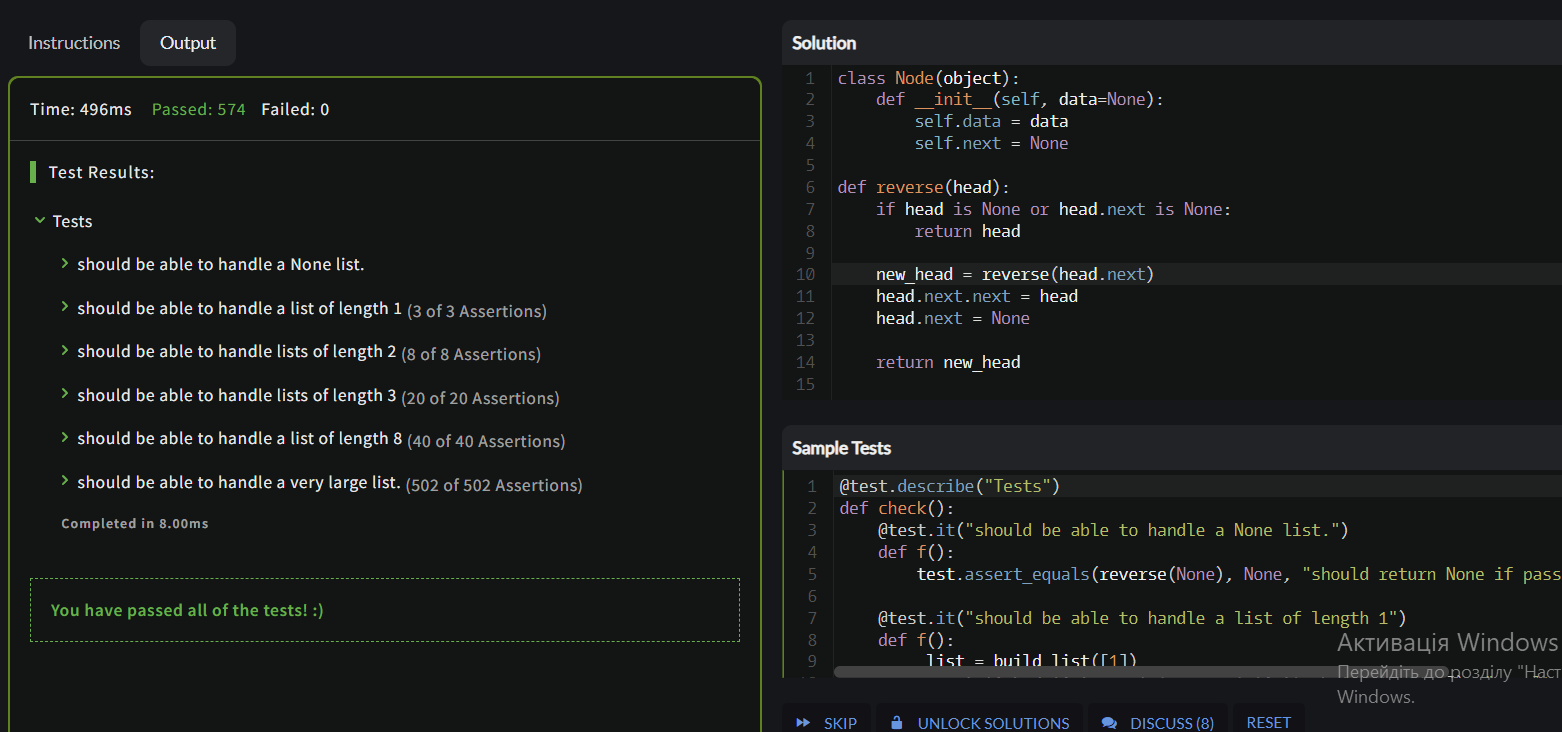 Instructions
Output
Time: 496ms Passed: 574 Failed: 0
Test Results:
Tests
should be able to handle a None list.
should be able to handle a list of length 1 (3 of 3 Assertions)
should be able to handle lists of length 2 (8 of 8 Assertions)
should be able to handle lists of length 3 (20 of 20 Assertions)
should be able to handle a list of length 8 (40 of 40 Assertions)
should be able to handle a very large list. (502 of 502 Assertions)
Completed in 8.00ms
You have passed all of the tests! :)
Solution
1 class Node(object):
2 def __init__(self, data=None):
3 self.data = data
4 self.next = None
5
6 def reverse(head):
7 if head is None or head.next is None:
8 return head
9
10 new_head = reverse(head.next)
11 head.next.next = head
12 head.next = None
13
14 return new_head
15
Sample Tests
1 @test.describe("Tests")
2 def check():
3 @test.it("should be able to handle a None list.")
4 def f():
5 test.assert_equals(reverse(None), None, "should return None if pass
6
7 @test.it("should be able to handle a list of length 1")
8 def f():
9 list = build_list([1])
Активація Windows
Перейдіть до розділу "Наст
Windows.
SKIP
UNLOCK SOLUTIONS
DISCUSS (8)
RESET